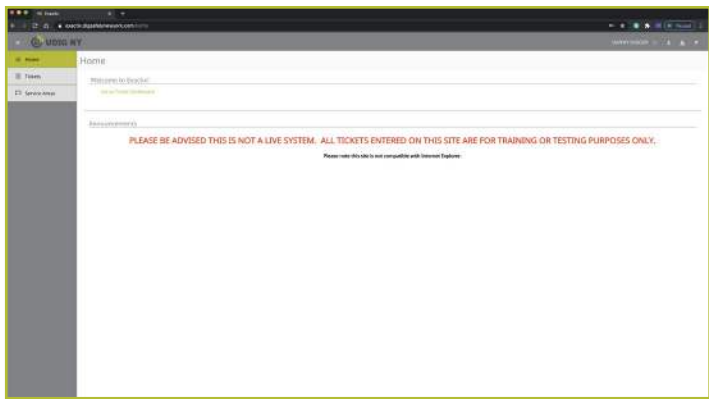 Exactix
UDIG NY
Home
Tickets
Service Areas
Home
Welcome to Exactix!
Announcements
PLEASE BE ADVISED THIS IS NOT A LIVE SYSTEM. ALL TICKETS ENTERED ON THIS SITE ARE FOR TRAINING OR TESTING PURPOSES ONLY.
Please note this site is not compatible with Internet Explorer.